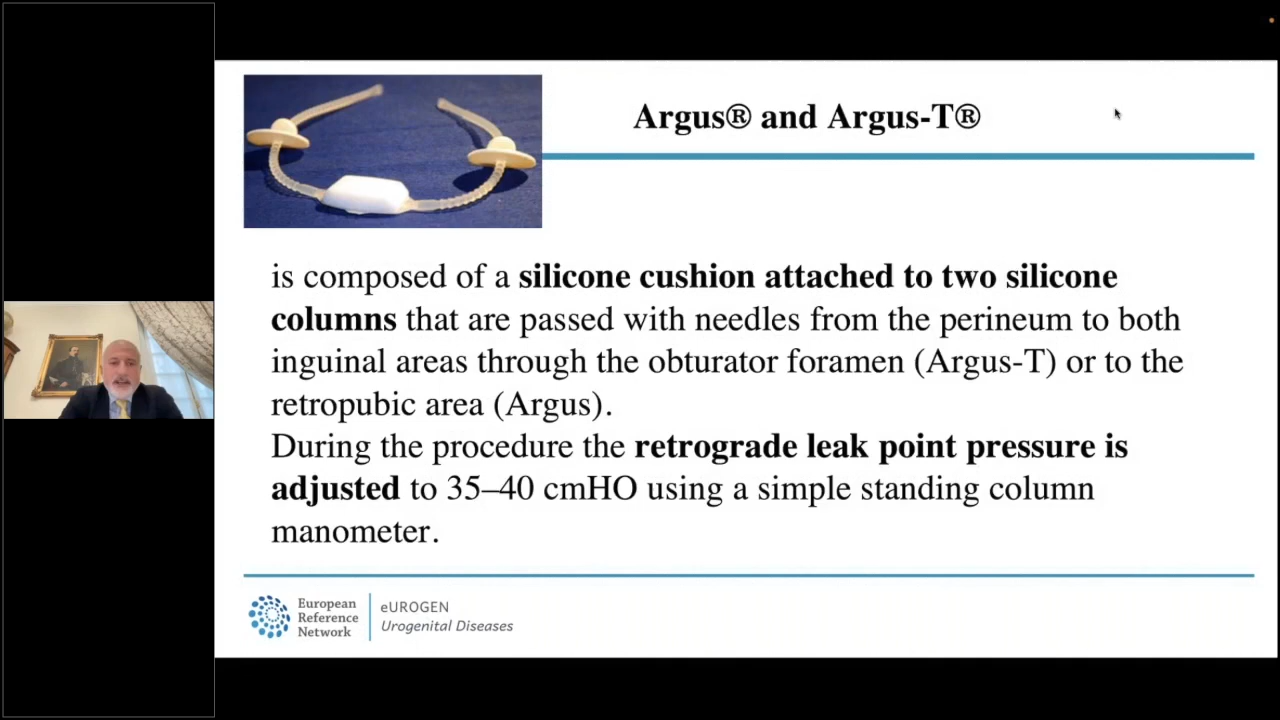 Argus® and Argus-T®
is composed of a silicone cushion attached to two silicone
columns that are passed with needles from the perineum to both
inguinal areas through the obturator foramen (Argus-T) or to the
retropubic area (Argus).
During the procedure the retrograde leak point pressure is
adjusted to 35–40 cmHO using a simple standing column
manometer.
European
Reference
Network
eUROGEN
Urogenital Diseases